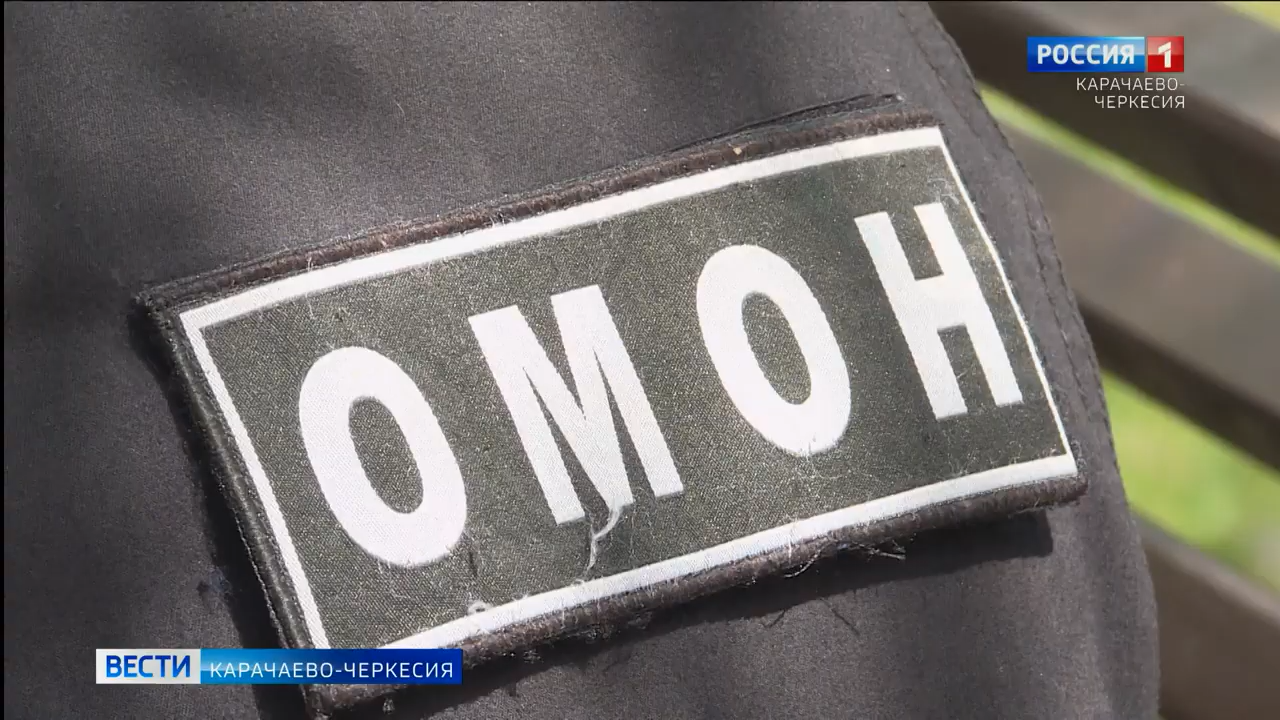 РОССИЯ 1
КАРАЧАЕВО-
ЧЕРКЕСИЯ
ОМОН
ВЕСТИ КАРАЧАЕВО-ЧЕРКЕСИЯ